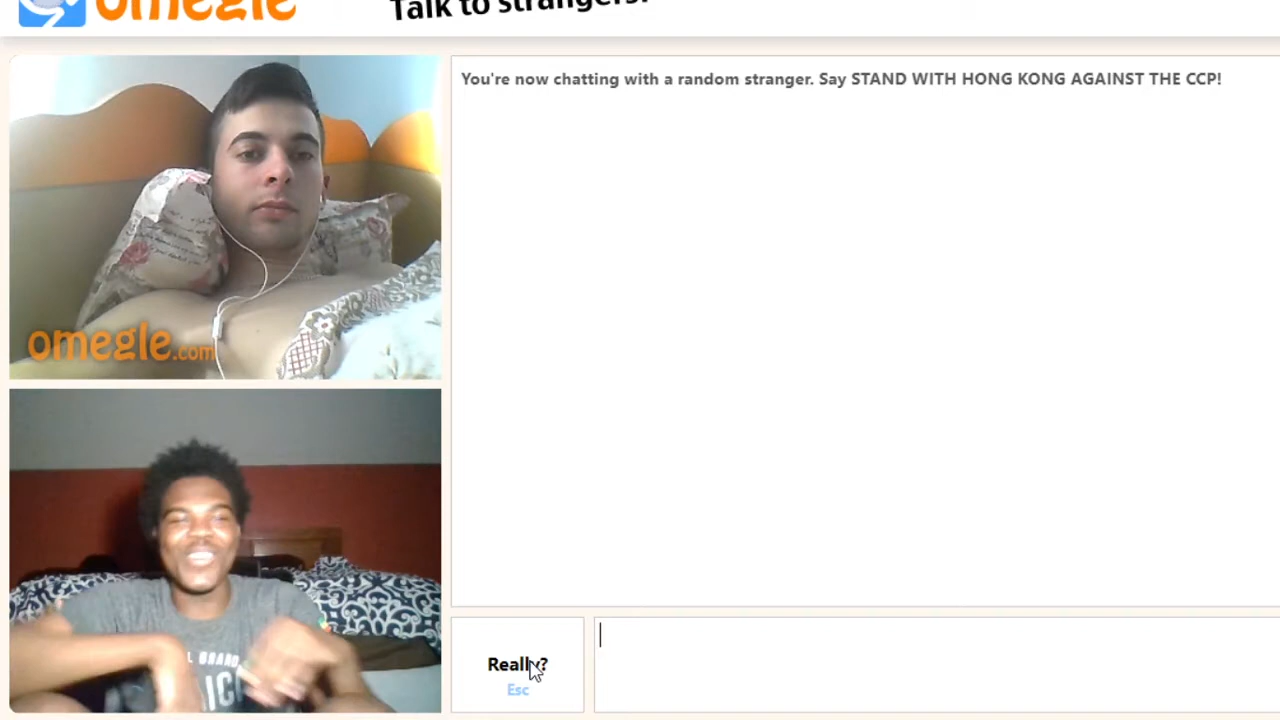 omegle
Talk to strangers!
You're now chatting with a random stranger. Say STAND WITH HONG KONG AGAINST THE CCP!
omegle.com
L BRAND
Really?
Esc